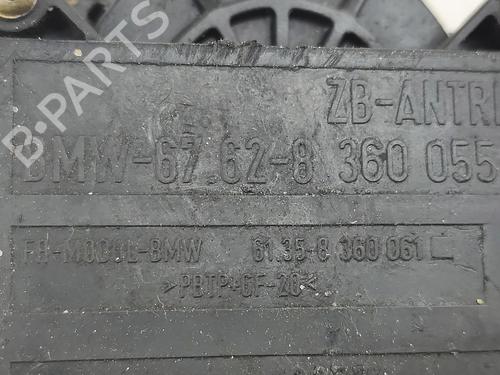 ZB-ANTRI
BMW-67.62-8 360 055
FH-MODUL-BMW 61.35-8 360 061
>PBTP-GF-20<
B-PARTS